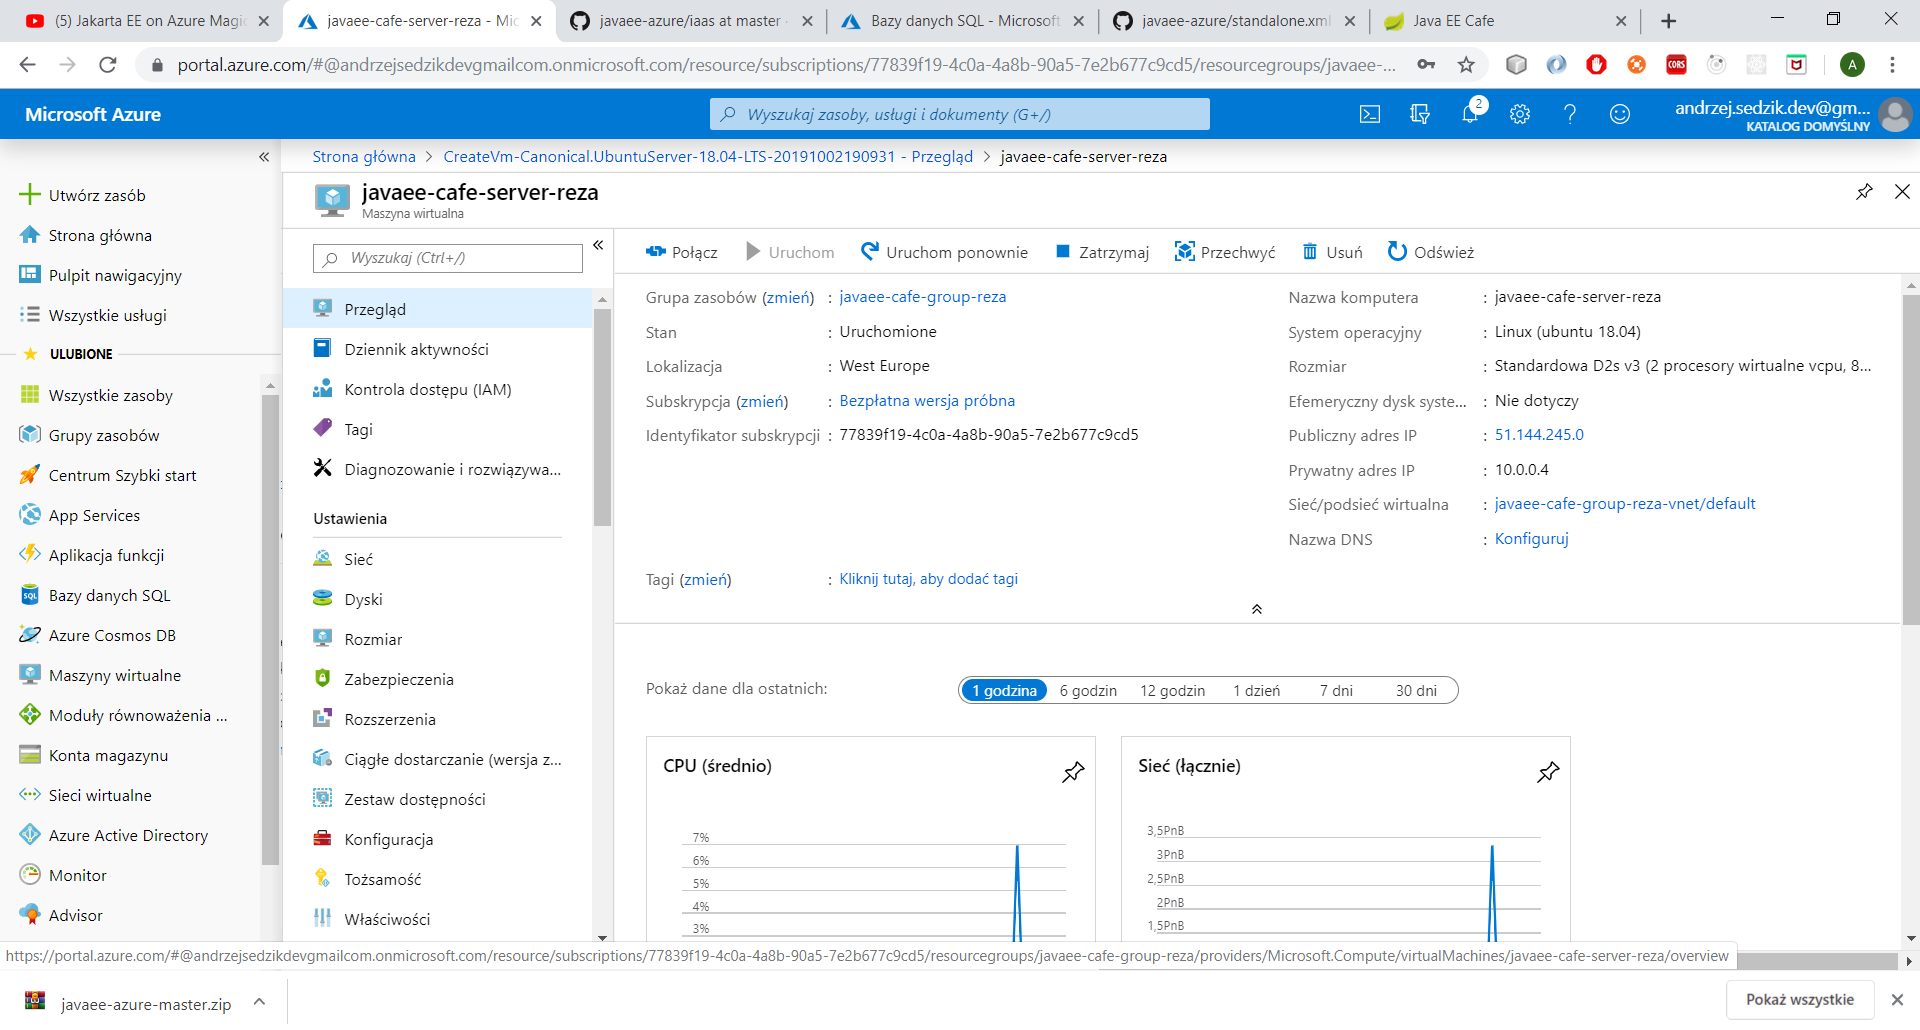 (5) Jakarta EE on Azure Magic
javaee-cafe-server-reza - Mic
javaee-azure/iaas at master ·
Bazy danych SQL - Microsoft
javaee-azure/standalone.xml
Java EE Cafe
portal.azure.com/#@andrzejsedzikdevgmailcom.onmicrosoft.com/resource/subscriptions/77839f19-4c0a-4a8b-90a5-7e2b677c9cd5/resourcegroups/javaee-...
CORS
A
Microsoft Azure
Wyszukaj zasoby, usługi i dokumenty (G+/)
2
andrzej.sedzik.dev@gm...
KATALOG DOMYŚLNY
Strona główna > CreateVm-Canonical.UbuntuServer-18.04-LTS-20191002190931 - Przegląd > javaee-cafe-server-reza
javaee-cafe-server-reza
Maszyna wirtualna
Utwórz zasób
Strona główna
Pulpit nawigacyjny
Wszystkie usługi
ULUBIONE
Wszystkie zasoby
Grupy zasobów
Centrum Szybki start
App Services
Aplikacja funkcji
SQL
Bazy danych SQL
Azure Cosmos DB
Maszyny wirtualne
Moduły równoważenia ...
Konta magazynu
Sieci wirtualne
Azure Active Directory
Monitor
Advisor
Wyszukaj (Ctrl+/)
Przegląd
Dziennik aktywności
Kontrola dostępu (IAM)
Tagi
Diagnozowanie i rozwiązywa...
Ustawienia
Sieć
Dyski
Rozmiar
Zabezpieczenia
Rozszerzenia
Ciągłe dostarczanie (wersja z...
Zestaw dostępności
Konfiguracja
Tożsamość
Właściwości
Połącz
Uruchom
Uruchom ponownie
Zatrzymaj
Przechwyć
Usuń
Odśwież
Grupa zasobów (zmień) : javaee-cafe-group-reza
Stan : Uruchomione
Lokalizacja : West Europe
Subskrypcja (zmień) : Bezpłatna wersja próbna
Identyfikator subskrypcji : 77839f19-4c0a-4a8b-90a5-7e2b677c9cd5
Nazwa komputera : javaee-cafe-server-reza
System operacyjny : Linux (ubuntu 18.04)
Rozmiar : Standardowa D2s v3 (2 procesory wirtualne vcpu, 8...
Efemeryczny dysk syste... : Nie dotyczy
Publiczny adres IP : 51.144.245.0
Prywatny adres IP : 10.0.0.4
Sieć/podsieć wirtualna : javaee-cafe-group-reza-vnet/default
Nazwa DNS : Konfiguruj
Tagi (zmień) : Kliknij tutaj, aby dodać tagi
Pokaż dane dla ostatnich:
1 godzina
6 godzin
12 godzin
1 dzień
7 dni
30 dni
CPU (średnio)
7%
6%
5%
4%
3%
Sieć (łącznie)
3,5PnB
3PnB
2,5PnB
2PnB
1,5PnB
https://portal.azure.com/#@andrzejsedzikdevgmailcom.onmicrosoft.com/resource/subscriptions/77839f19-4c0a-4a8b-90a5-7e2b677c9cd5/resourcegroups/javaee-cafe-group-reza/providers/Microsoft.Compute/virtualMachines/javaee-cafe-server-reza/overview
javaee-azure-master.zip
Pokaż wszystkie